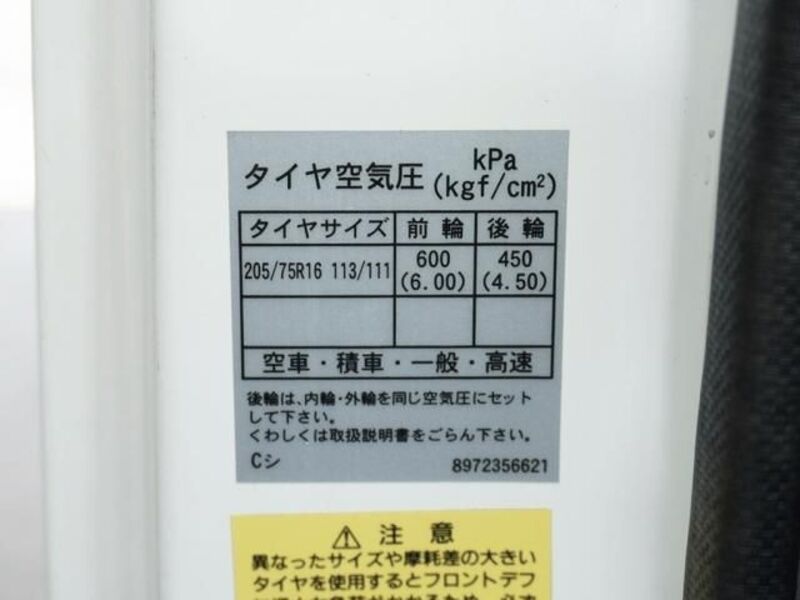 タイヤ空気圧 kPa
(kgf/cm²)
タイヤサイズ 前輪 後輪
205/75R16 113/111 600 450
(6.00) (4.50)
空車・積車・一般・高速
後輪は、内輪・外輪を同じ空気圧にセット
して下さい。
くわしくは取扱説明書をごらん下さい。
Cシ 8972356621
⚠ 注意
異なったサイズや摩耗差の大きい
タイヤを使用するとフロントデフ